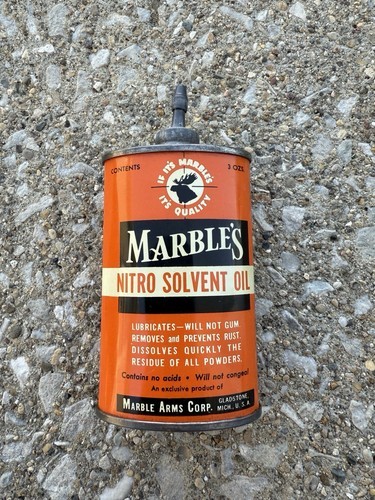 CONTENTS 3 OZS.
IF IT'S MARBLE'S
IT'S QUALITY
MARBLE'S
NITRO SOLVENT OIL
LUBRICATES—WILL NOT GUM
REMOVES and PREVENTS RUST.
DISSOLVES QUICKLY THE
RESIDUE OF ALL POWDERS.
Contains no acids • Will not congeal
An exclusive product of
MARBLE ARMS CORP. GLADSTONE,
MICH., U. S. A.